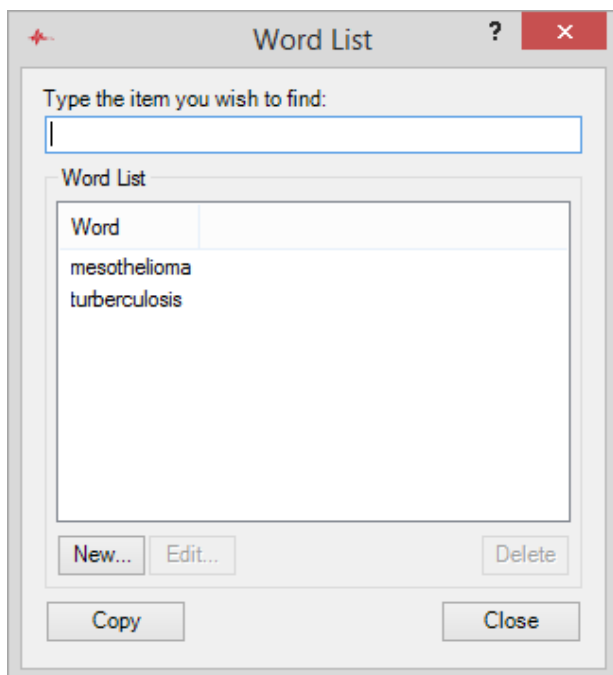 Word List
?
Type the item you wish to find:
Word List
Word
mesothelioma
turberculosis
New... Edit... Delete
Copy Close